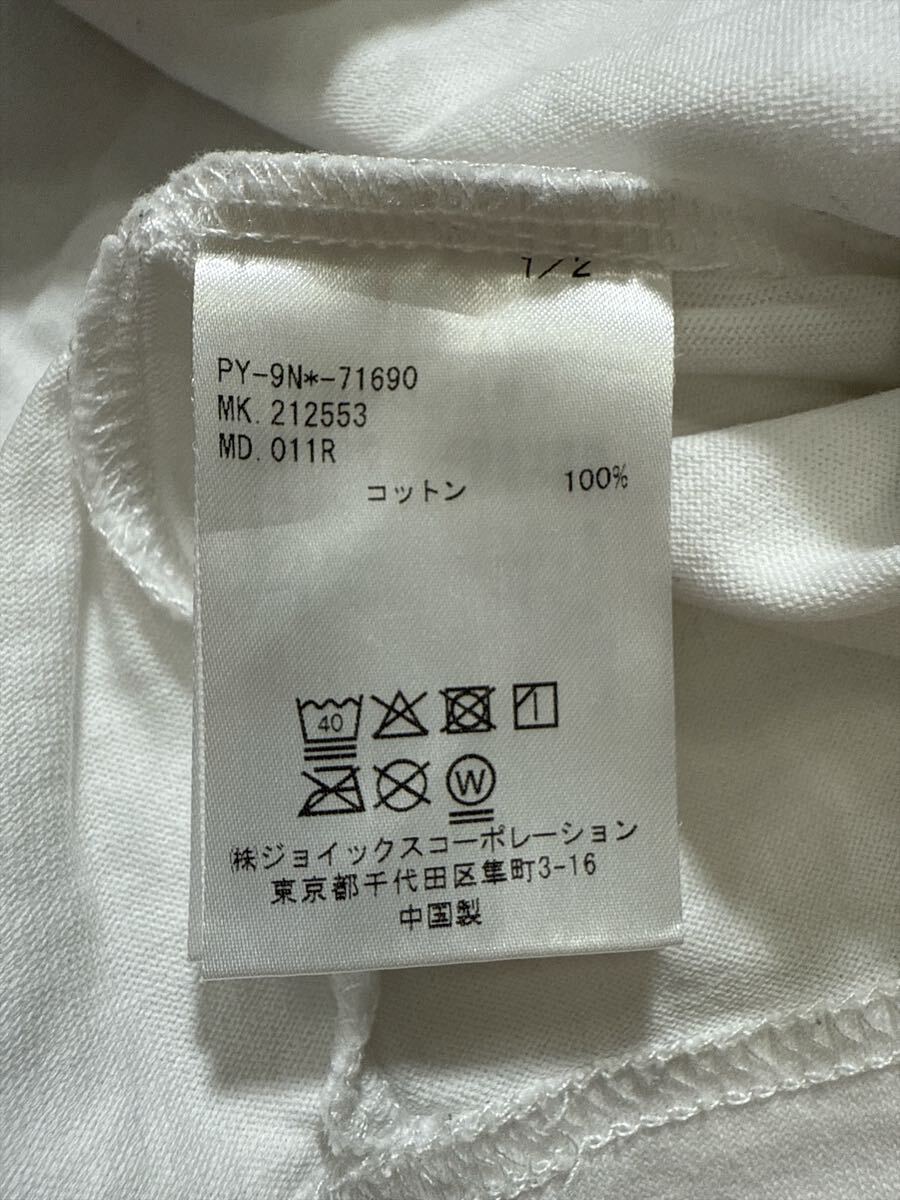 1/2
PY-9N*-71690
MK. 212553
MD. 011R
コットン 100%
40
W
㈱ジョイックスコーポレーション
東京都千代田区隼町3-16
中国製